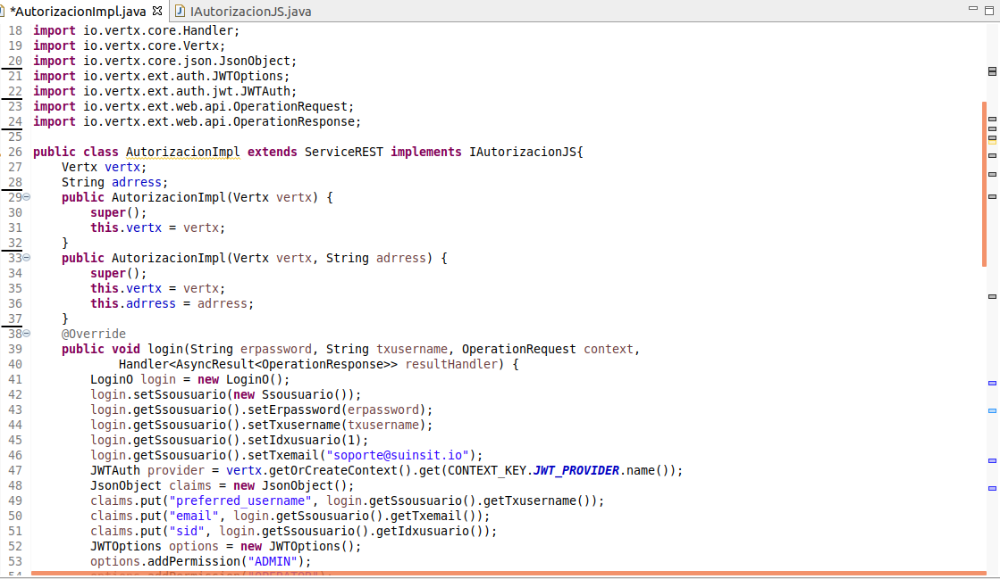 *AutorizacionImpl.java IAutorizacionJS.java
18 import io.vertx.core.Handler;
19 import io.vertx.core.Vertx;
20 import io.vertx.core.json.JsonObject;
21 import io.vertx.ext.auth.JWTOptions;
22 import io.vertx.ext.auth.jwt.JWTAuth;
23 import io.vertx.ext.web.api.OperationRequest;
24 import io.vertx.ext.web.api.OperationResponse;
25
26 public class AutorizacionImpl extends ServiceREST implements IAutorizacionJS{
27     Vertx vertx;
28     String adrress;
29     public AutorizacionImpl(Vertx vertx) {
30         super();
31         this.vertx = vertx;
32     }
33     public AutorizacionImpl(Vertx vertx, String adrress) {
34         super();
35         this.vertx = vertx;
36         this.adrress = adrress;
37     }
38     @Override
39     public void login(String erpassword, String txusername, OperationRequest context,
40             Handler<AsyncResult<OperationResponse>> resultHandler) {
41         LoginO login = new LoginO();
42         login.setSsousuario(new Ssousuario());
43         login.getSsousuario().setErpassword(erpassword);
44         login.getSsousuario().setTxusername(txusername);
45         login.getSsousuario().setIdxusuario(1);
46         login.getSsousuario().setTxemail("soporte@suinsit.io");
47         JWTAuth provider = vertx.getOrCreateContext().get(CONTEXT_KEY.JWT_PROVIDER.name());
48         JsonObject claims = new JsonObject();
49         claims.put("preferred_username", login.getSsousuario().getTxusername());
50         claims.put("email", login.getSsousuario().getTxemail());
51         claims.put("sid", login.getSsousuario().getIdxusuario());
52         JWTOptions options = new JWTOptions();
53         options.addPermission("ADMIN");